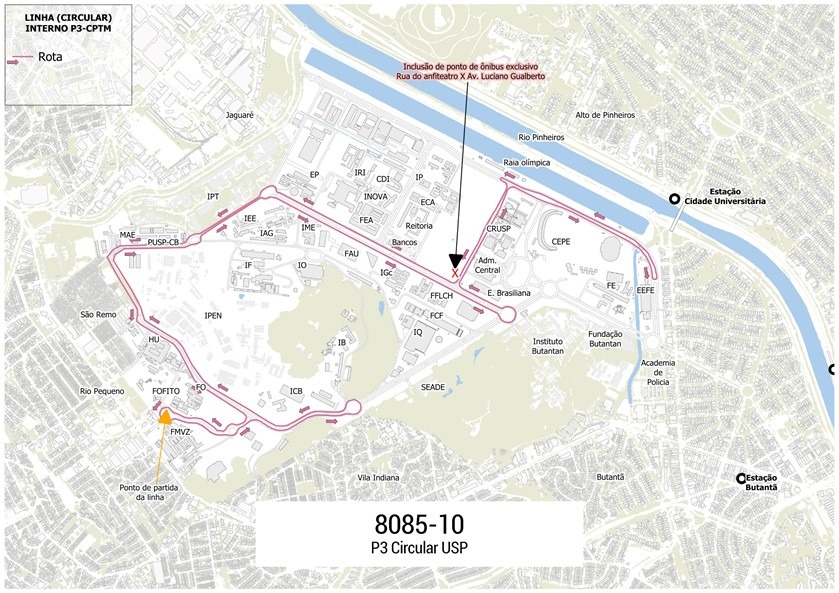 LINHA (CIRCULAR)
INTERNO P3-CPTM
Rota
Inclusão de ponto de ônibus exclusivo
Rua do anfiteatro X Av. Luciano Gualberto
Jaguaré
Alto de Pinheiros
Rio Pinheiros
Raia olímpica
Estação
Cidade Universitária
EP
IRI
CDI
IP
INOVA
IPT
ECA
IEE
FEA
Reitoria
IME
IAG
CRUSP
MAE
PUSP-CB
Bancos
CEPE
FAU
IF
IO
IGc
X
Adm.
Central
FE
EEFE
E. Brasiliana
FFLCH
São Remo
IPEN
FCF
HU
IB
IQ
Instituto
Butantan
Fundação
Butantan
Academia
de
Polícia
Rio Pequeno
FOFITO
FO
ICB
SEADE
FMVZ
Ponto de partida
da linha
Vila Indiana
Butantã
Estação
Butantã
8085-10
P3 Circular USP